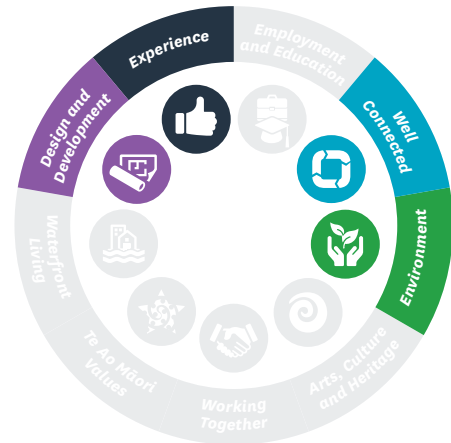 Experience
Employment
and Education
Well
Connected
Environment
Arts, Culture
and Heritage
Working
Together
Te Ao Māori
Values
Waterfront
Living
Design and
Development